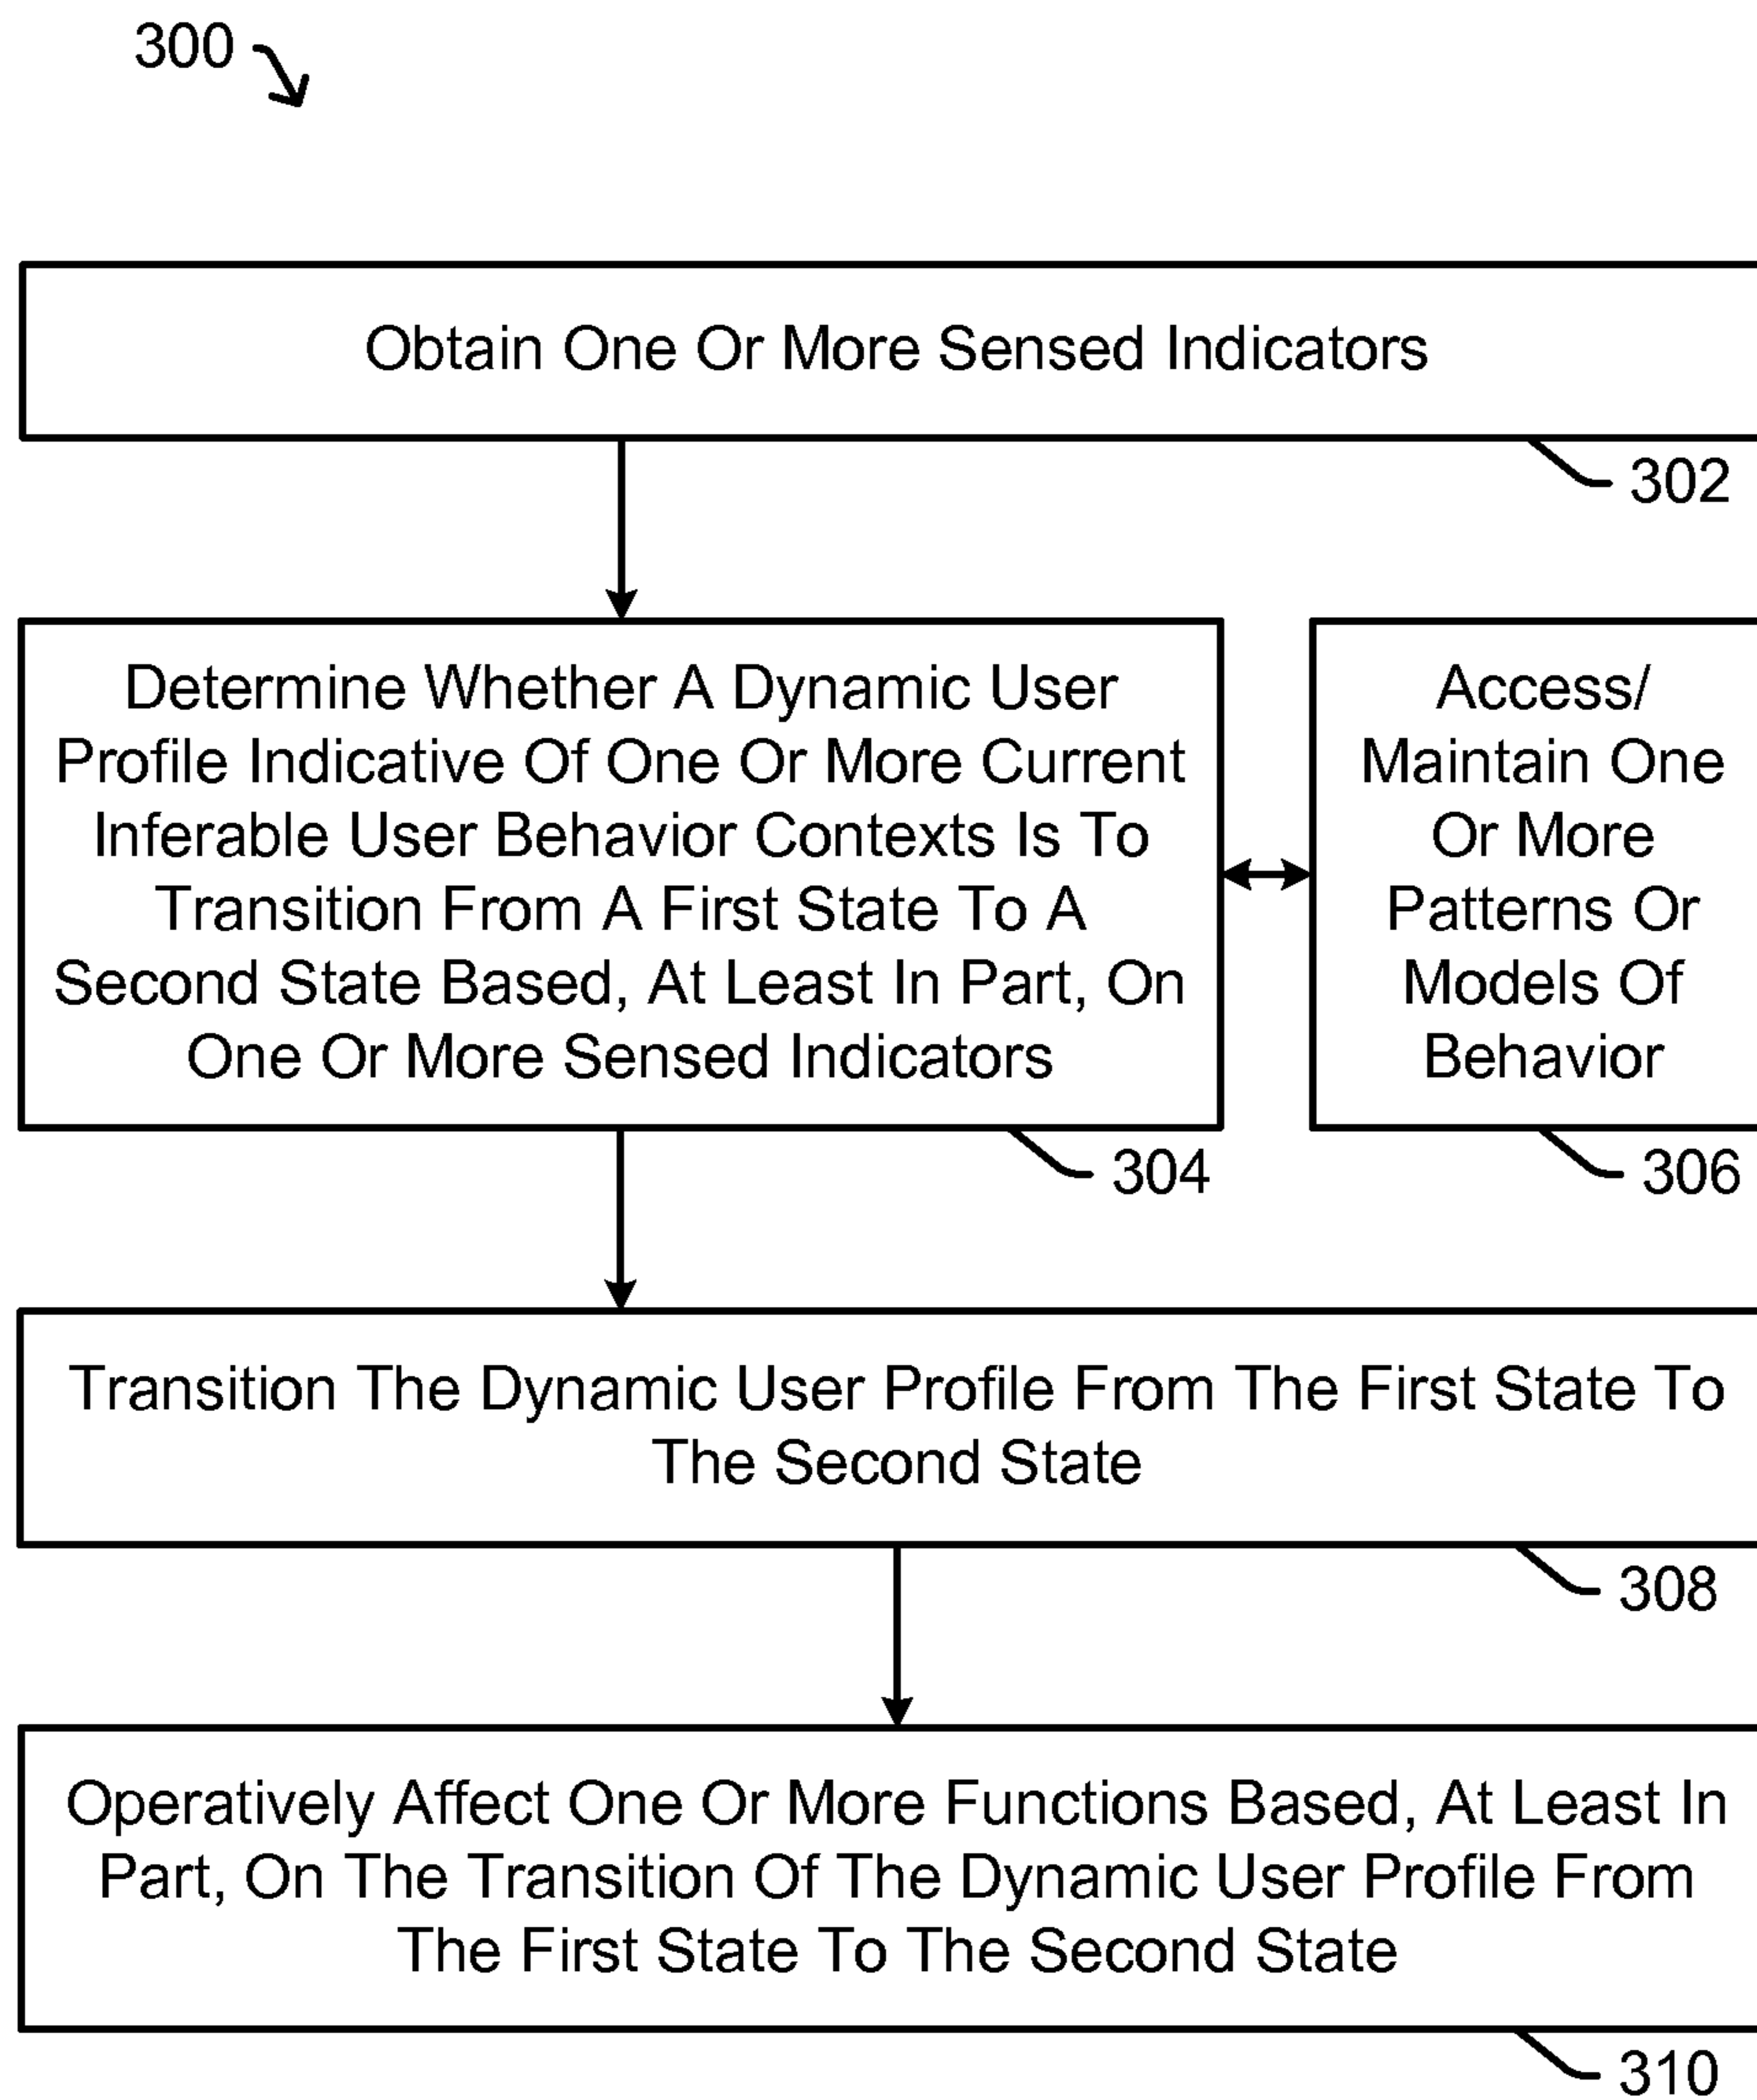 300
Obtain One Or More Sensed Indicators
302
Determine Whether A Dynamic User
Profile Indicative Of One Or More Current
Inferable User Behavior Contexts Is To
Transition From A First State To A
Second State Based, At Least In Part, On
One Or More Sensed Indicators
304
Access/
Maintain One
Or More
Patterns Or
Models Of
Behavior
306
Transition The Dynamic User Profile From The First State To
The Second State
308
Operatively Affect One Or More Functions Based, At Least In
Part, On The Transition Of The Dynamic User Profile From
The First State To The Second State
310